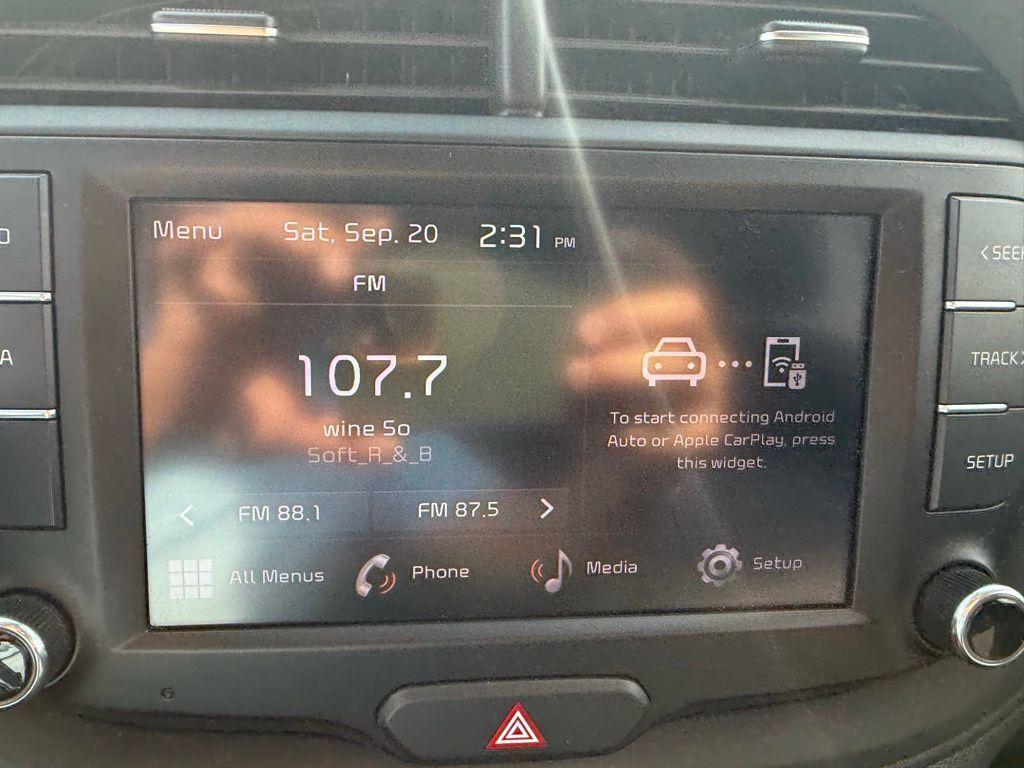 Menu Sat, Sep. 20 2:31 PM
FM
107.7
wine So
Soft_R_&_B
To start connecting Android
Auto or Apple CarPlay, press
this widget.
< FM 88.1 FM 87.5 >
All Menus Phone Media Setup
< SEE
TRACK >
SETUP